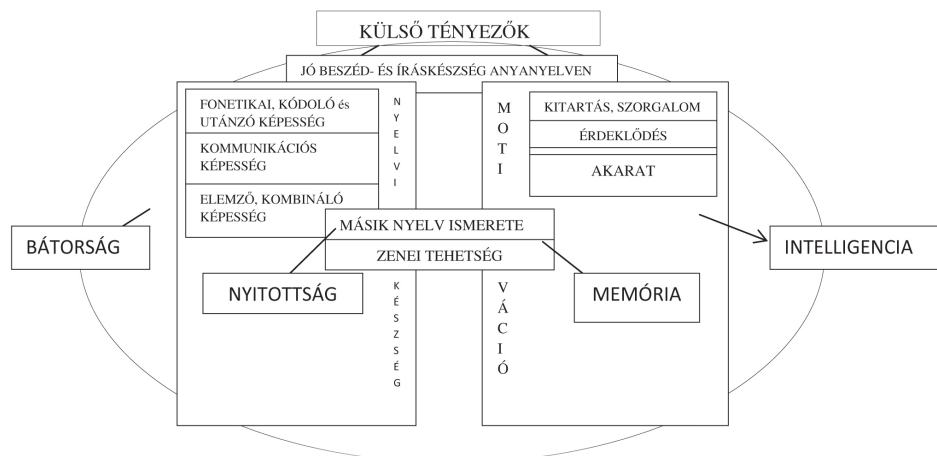 KÜLSŐ TÉNYEZŐK
JÓ BESZÉD- ÉS ÍRÁSKÉSZSÉG ANYANYELVEN
FONETIKAI, KÓDOLÓ és
UTÁNZÓ KÉPESSÉG
KOMMUNIKÁCIÓS
KÉPESSÉG
ELEMZŐ, KOMBINÁLÓ
KÉPESSÉG
NYELVI
KÉSZSÉG
MOTI
VÁCIÓ
KITARTÁS, SZORGALOM
ÉRDEKLŐDÉS
AKARAT
MÁSIK NYELV ISMERETE
ZENEI TEHETSÉG
BÁTORSÁG
INTELLIGENCIA
NYITOTTSÁG
MEMÓRIA